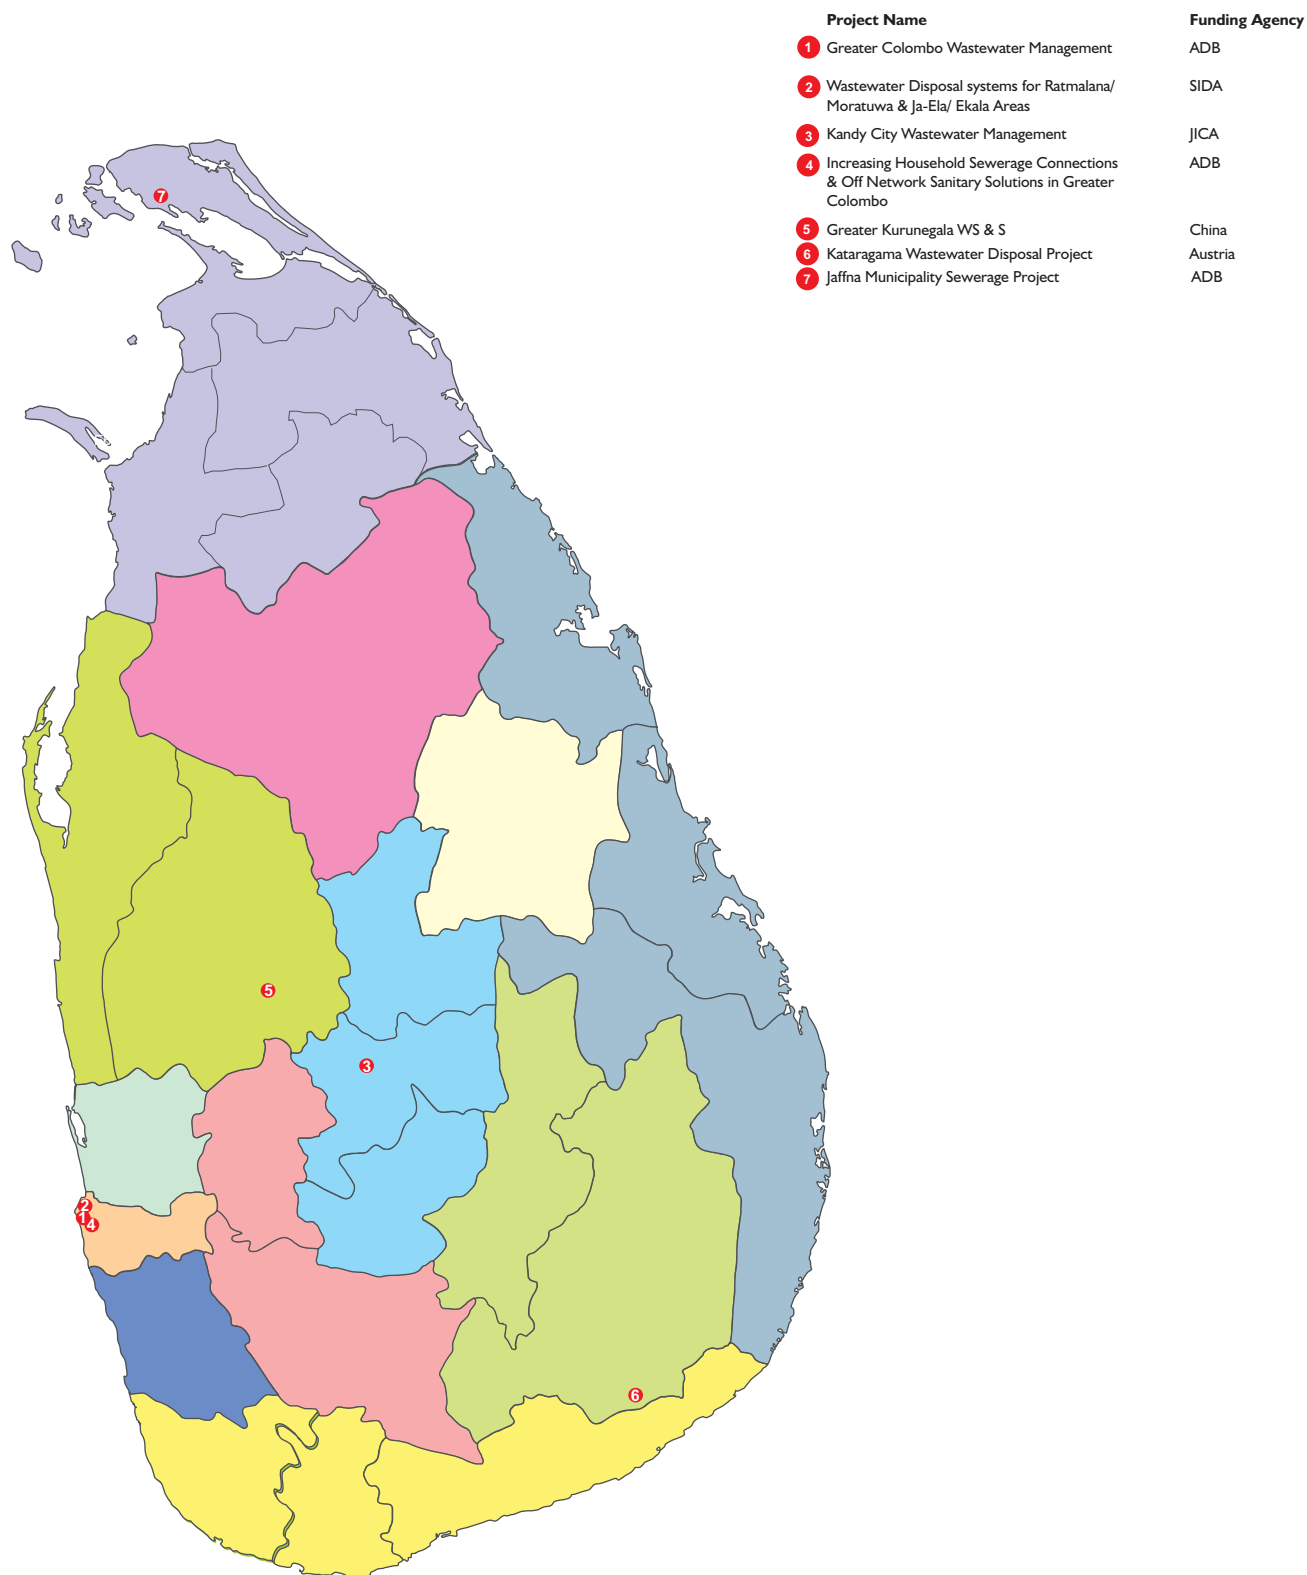 Project Name Funding Agency
1 Greater Colombo Wastewater Management ADB
2 Wastewater Disposal systems for Ratmalana/ SIDA
Moratuwa & Ja-Ela/ Ekala Areas
3 Kandy City Wastewater Management JICA
4 Increasing Household Sewerage Connections ADB
& Off Network Sanitary Solutions in Greater
Colombo
5 Greater Kurunegala WS & S China
6 Kataragama Wastewater Disposal Project Austria
7 Jaffna Municipality Sewerage Project ADB
7
5
3
2
1
4
6